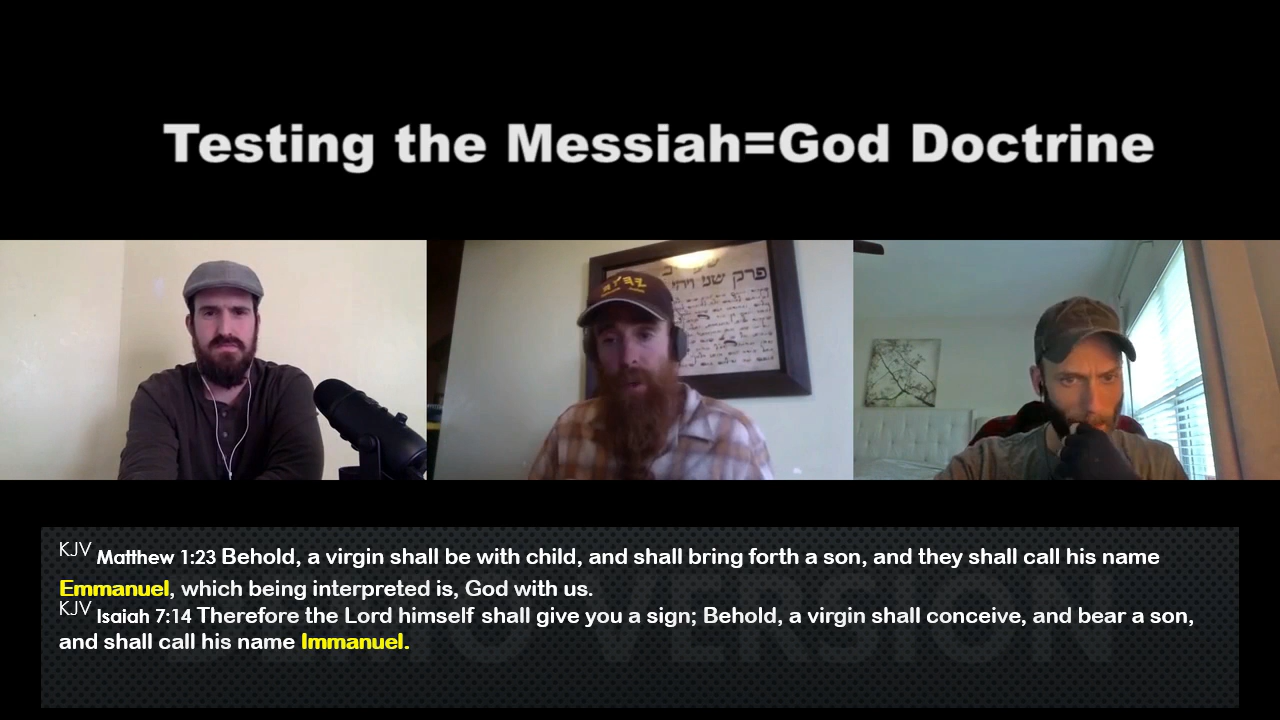 Testing the Messiah=God Doctrine
פרק שני ויהי
KJV Matthew 1:23 Behold, a virgin shall be with child, and shall bring forth a son, and they shall call his name
Emmanuel, which being interpreted is, God with us.
KJV Isaiah 7:14 Therefore the Lord himself shall give you a sign; Behold, a virgin shall conceive, and bear a son,
and shall call his name Immanuel.